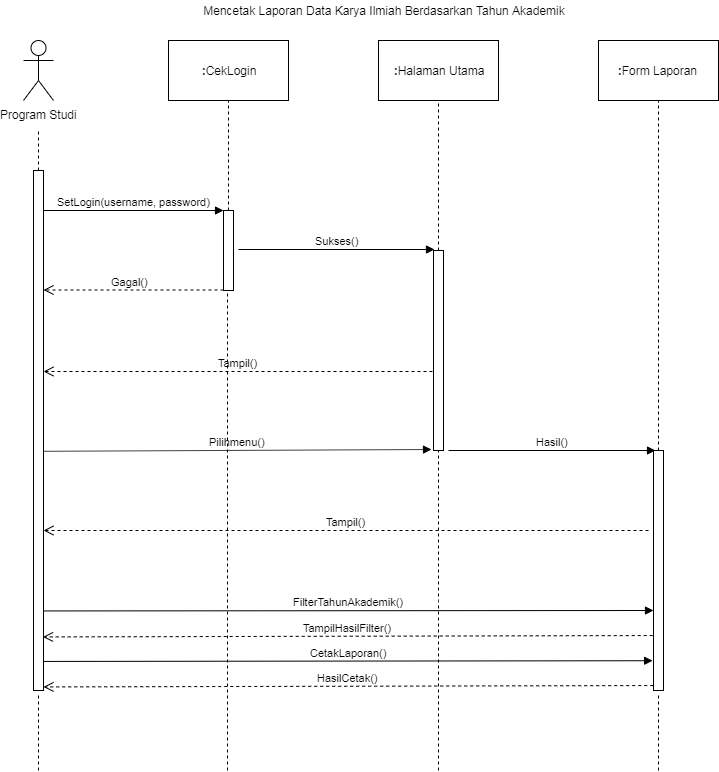 Mencetak Laporan Data Karya Ilmiah Berdasarkan Tahun Akademik
:CekLogin
:Halaman Utama
:Form Laporan
Program Studi
SetLogin(username, password)
Sukses()
Gagal()
Tampil()
Pilihmenu()
Hasil()
Tampil()
FilterTahunAkademik()
TampilHasilFilter()
CetakLaporan()
HasilCetak()